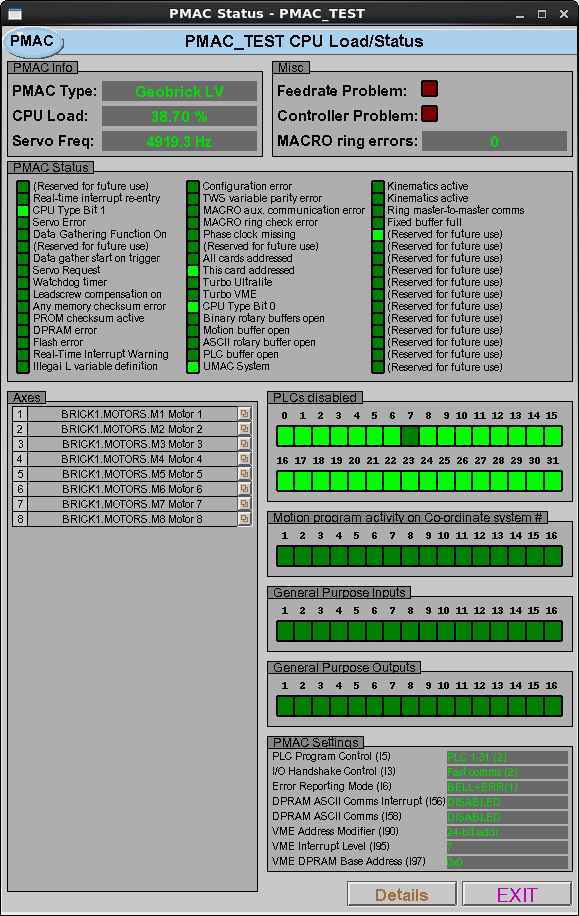 PMAC Status - PMAC_TEST
PMAC
PMAC_TEST CPU Load/Status
PMAC Info
PMAC Type: Geobrick LV
CPU Load: 38.70 %
Servo Freq: 4919.3 Hz
Misc
Feedrate Problem:
Controller Problem:
MACRO ring errors: 0
PMAC Status
(Reserved for future use)
Real-time interrupt re-entry
CPU Type Bit 1
Servo Error
Data Gathering Function On
(Reserved for future use)
Data gather start on trigger
Servo Request
Watchdog timer
Leadscrew compensation on
Any memory checksum error
PROM checksum active
DPRAM error
Flash error
Real-Time Interrupt Warning
Illegal L variable definition
Configuration error
TWS variable parity error
MACRO aux. communication error
MACRO ring check error
Phase clock missing
(Reserved for future use)
All cards addressed
This card addressed
Turbo Ultralite
Turbo VME
CPU Type Bit 0
Binary rotary buffers open
Motion buffer open
ASCII rotary buffer open
PLC buffer open
UMAC System
Kinematics active
Kinematics active
Ring master-to-master comms
Fixed buffer full
(Reserved for future use)
(Reserved for future use)
(Reserved for future use)
(Reserved for future use)
(Reserved for future use)
(Reserved for future use)
(Reserved for future use)
(Reserved for future use)
(Reserved for future use)
(Reserved for future use)
(Reserved for future use)
(Reserved for future use)
Axes
1 BRICK1.MOTORS.M1 Motor 1
2 BRICK1.MOTORS.M2 Motor 2
3 BRICK1.MOTORS.M3 Motor 3
4 BRICK1.MOTORS.M4 Motor 4
5 BRICK1.MOTORS.M5 Motor 5
6 BRICK1.MOTORS.M6 Motor 6
7 BRICK1.MOTORS.M7 Motor 7
8 BRICK1.MOTORS.M8 Motor 8
PLCs disabled
0 1 2 3 4 5 6 7 8 9 10 11 12 13 14 15
16 17 18 19 20 21 22 23 24 25 26 27 28 29 30 31
Motion program activity on Co-ordinate system #
1 2 3 4 5 6 7 8 9 10 11 12 13 14 15 16
General Purpose Inputs
1 2 3 4 5 6 7 8 9 10 11 12 13 14 15 16
General Purpose Outputs
1 2 3 4 5 6 7 8 9 10 11 12 13 14 15 16
PMAC Settings
PLC Program Control (I5) PLC 1-31 (2)
I/O Handshake Control (I3) Fast comms (2)
Error Reporting Mode (I6) BELL+ERR(1)
DPRAM ASCII Comms Interrupt (I56) DISABLED
DPRAM ASCII Comms (I58) DISABLED
VME Address Modifier (I90) 24-bit addr
VME Interrupt Level (I95) 7
VME DPRAM Base Address (I97) 0x0
Details
EXIT